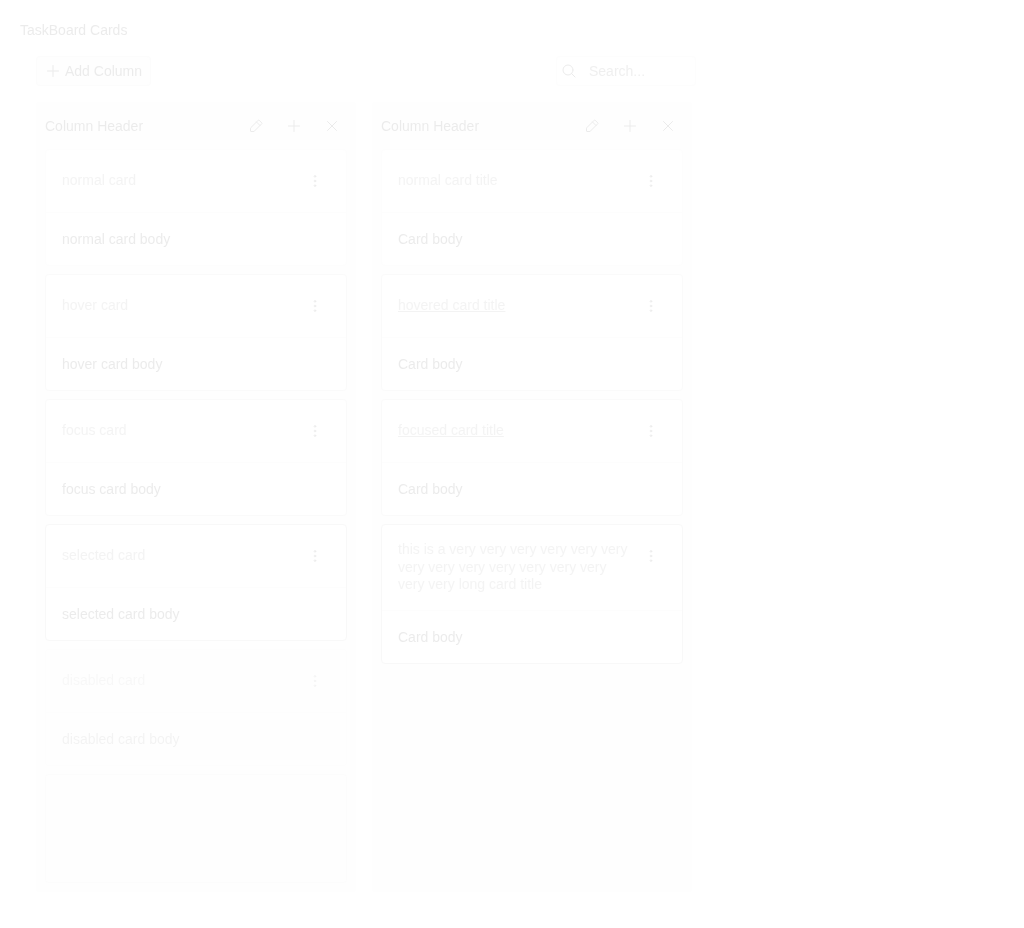 TaskBoard Cards
Add Column
Search...
Column Header
normal card
normal card body
hover card
hover card body
focus card
focus card body
selected card
selected card body
disabled card
disabled card body
Column Header
normal card title
Card body
hovered card title
Card body
focused card title
Card body
this is a very very very very very very
very very very very very very very
very very long card title
Card body